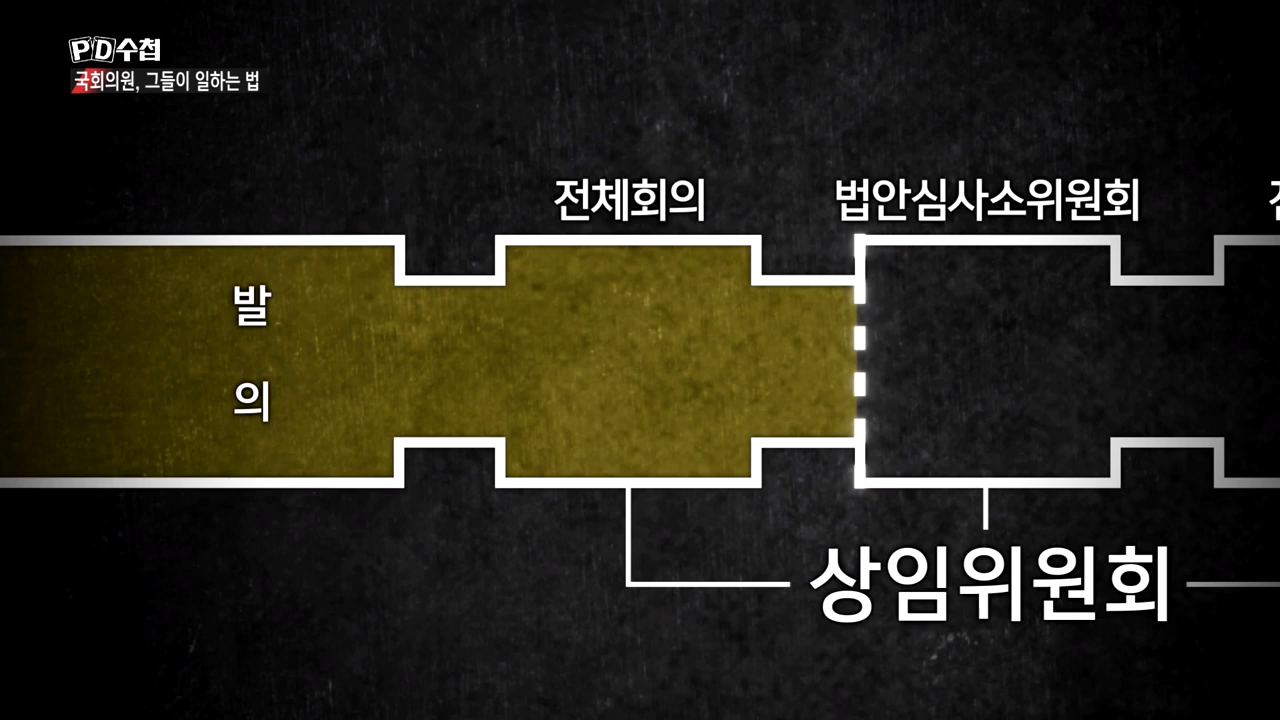 PD수첩
국회의원, 그들이 일하는 법
전체회의
법안심사소위원회
발
의
상임위원회